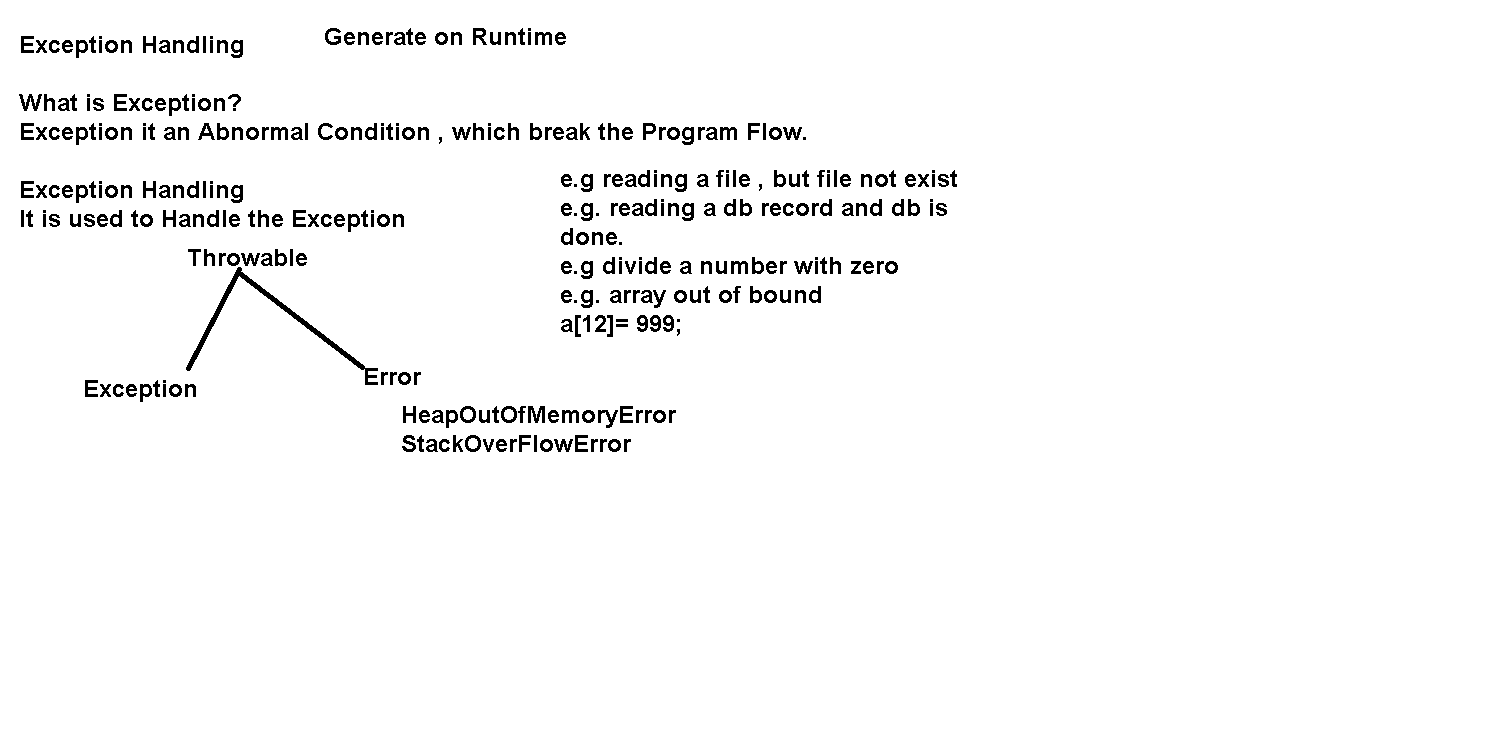 Exception Handling
Generate on Runtime
What is Exception?
Exception it an Abnormal Condition , which break the Program Flow.
Exception Handling
It is used to Handle the Exception
e.g reading a file , but file not exist
e.g. reading a db record and db is
done.
e.g divide a number with zero
e.g. array out of bound
a[12]= 999;
Throwable
Exception
Error
HeapOutOfMemoryError
StackOverFlowError